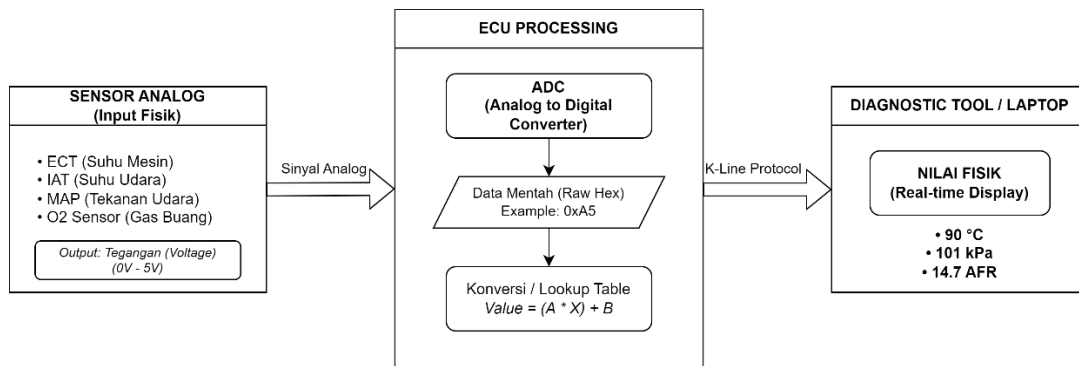 SENSOR ANALOG
(Input Fisik)
• ECT (Suhu Mesin)
• IAT (Suhu Udara)
• MAP (Tekanan Udara)
• O2 Sensor (Gas Buang)
Output: Tegangan (Voltage)
(0V - 5V)
Sinyal Analog
ECU PROCESSING
ADC
(Analog to Digital
Converter)
Data Mentah (Raw Hex)
Example: 0xA5
Konversi / Lookup Table
Value = (A * X) + B
K-Line Protocol
DIAGNOSTIC TOOL / LAPTOP
NILAI FISIK
(Real-time Display)
• 90 °C
• 101 kPa
• 14.7 AFR